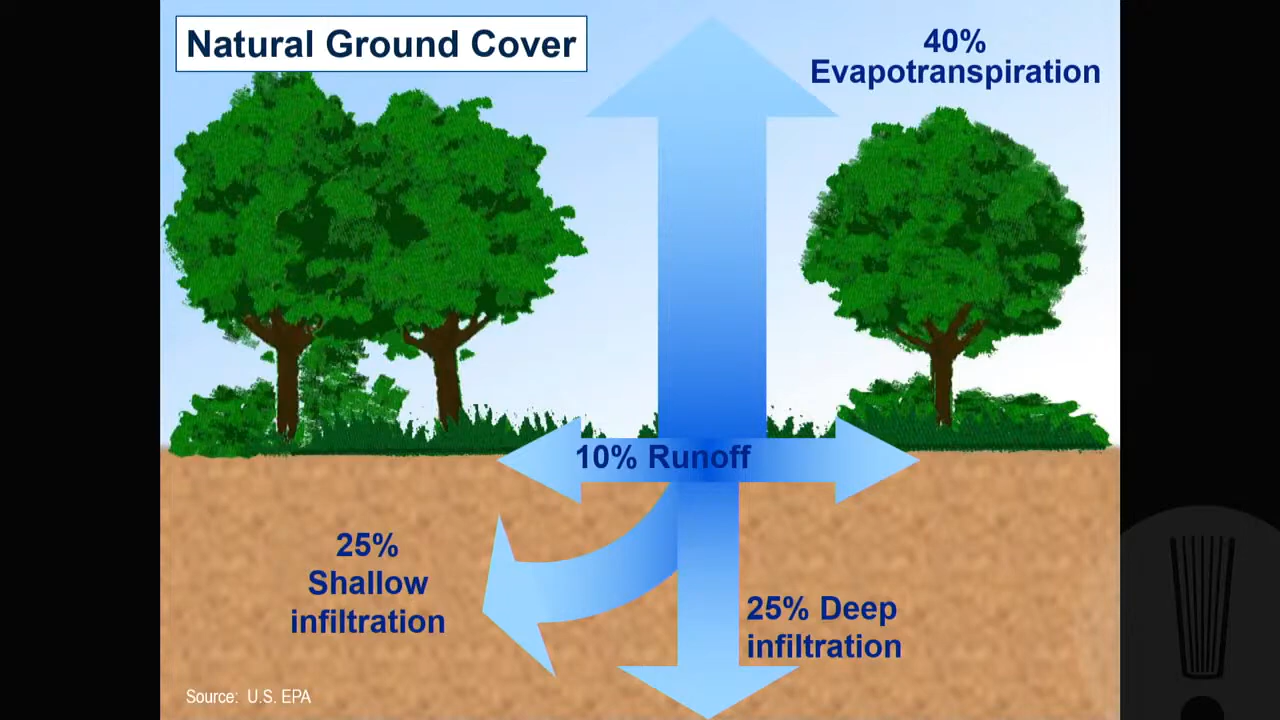 Natural Ground Cover
40%
Evapotranspiration
10% Runoff
25%
Shallow
infiltration
25% Deep
infiltration
Source: U.S. EPA